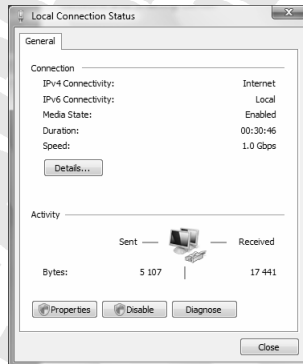 Local Connection Status
General
Connection
IPv4 Connectivity: Internet
IPv6 Connectivity: Local
Media State: Enabled
Duration: 00:30:46
Speed: 1.0 Gbps
Details...
Activity
Sent — Received
Bytes: 5 107 | 17 441
Properties Disable Diagnose
Close